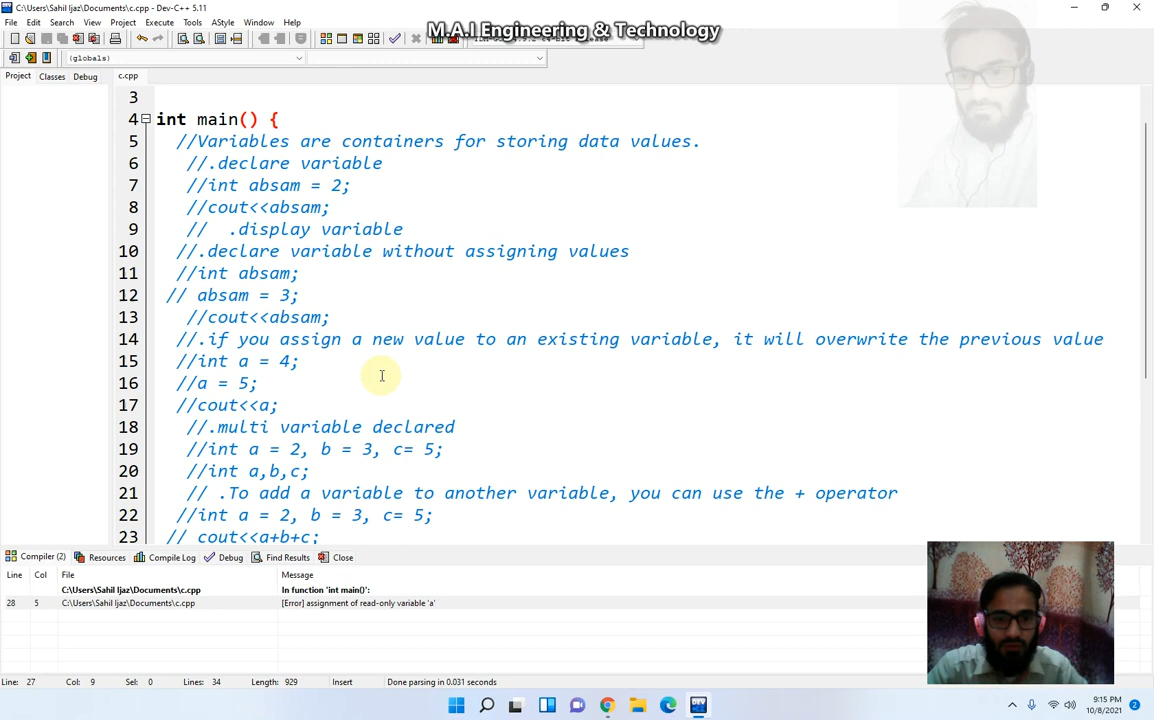 C:\Users\Sahil Ijaz\Documents\c.cpp - Dev-C++ 5.11
File Edit Search View Project Execute Tools AStyle Window Help
M.A.I Engineering & Technology
(globals)
Project Classes Debug c.cpp
3
4 int main() {
5 //Variables are containers for storing data values.
6 //.declare variable
7 //int absam = 2;
8 //cout<<absam;
9 // .display variable
10 //.declare variable without assigning values
11 //int absam;
12 // absam = 3;
13 //cout<<absam;
14 //.if you assign a new value to an existing variable, it will overwrite the previous value
15 //int a = 4;
16 //a = 5;
17 //cout<<a;
18 //.multi variable declared
19 //int a = 2, b = 3, c= 5;
20 //int a,b,c;
21 // .To add a variable to another variable, you can use the + operator
22 //int a = 2, b = 3, c= 5;
23 // cout<<a+b+c;
Compiler (2) Resources Compile Log Debug Find Results Close
Line Col File Message
C:\Users\Sahil Ijaz\Documents\c.cpp In function 'int main()':
28 5 C:\Users\Sahil Ijaz\Documents\c.cpp [Error] assignment of read-only variable 'a'
Line: 27 Col: 9 Sel: 0 Lines: 34 Length: 929 Insert Done parsing in 0.031 seconds
DEV
9:15 PM
10/8/2021
2